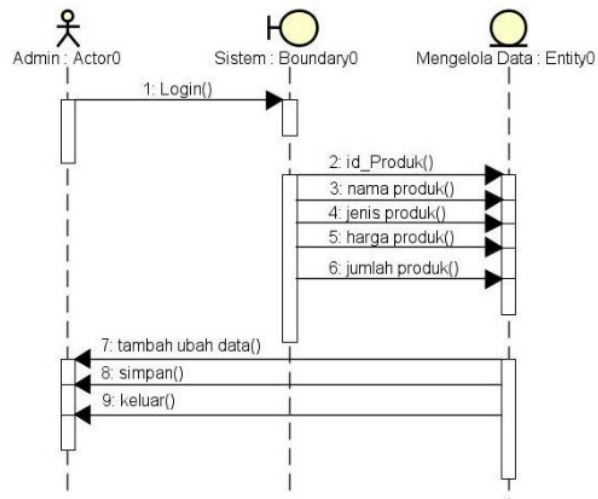 Admin : Actor0
Sistem : Boundary0
Mengelola Data : Entity0
1: Login()
2: id_Produk()
3: nama produk()
4: jenis produk()
5: harga produk()
6: jumlah produk()
7: tambah ubah data()
8: simpan()
9: keluar()